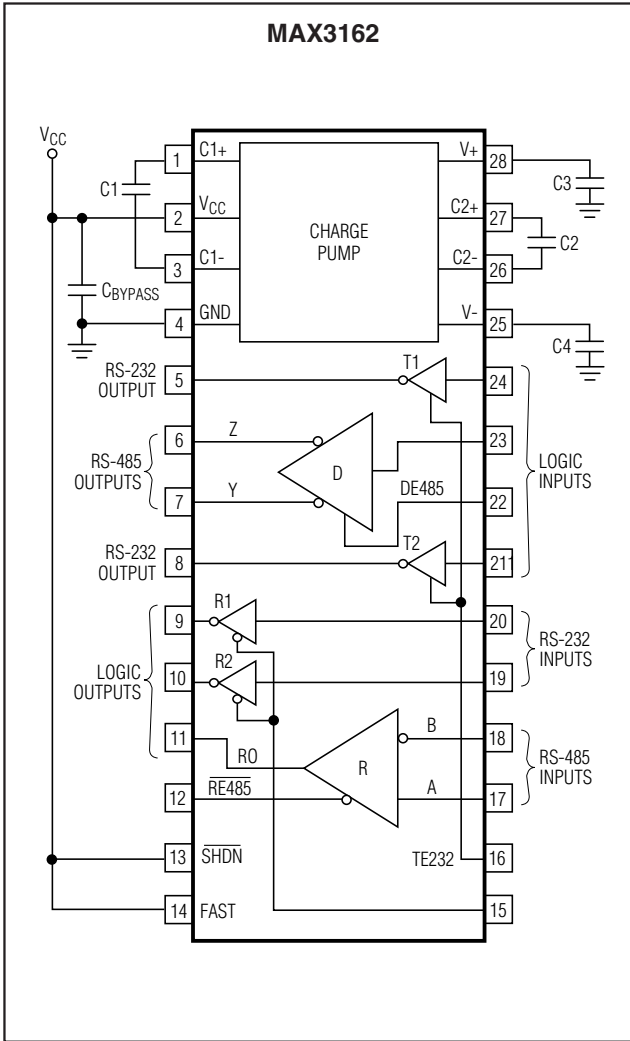 MAX3162
VCC
1 C1+
V+ 28
C1
C3
2 VCC
C2+ 27
CHARGE
PUMP
C2
3 C1-
C2- 26
CBYPASS
4 GND
V- 25
C4
RS-232
OUTPUT
5
T1
24
6 Z
23
RS-485
OUTPUTS
D
LOGIC
INPUTS
7 Y
DE485 22
RS-232
OUTPUT
8
T2
211
9 R1
20
RS-232
INPUTS
LOGIC
OUTPUTS
10 R2
19
11 RO
B 18
R
RS-485
INPUTS
12 RE485
A 17
13 SHDN
TE232 16
14 FAST
15